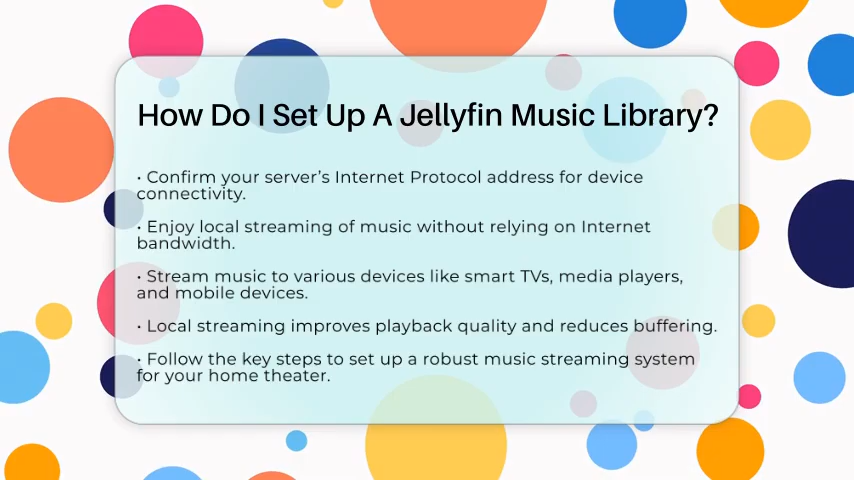 How Do I Set Up A Jellyfin Music Library?
• Confirm your server’s Internet Protocol address for device
connectivity.
• Enjoy local streaming of music without relying on Internet
bandwidth.
• Stream music to various devices like smart TVs, media players,
and mobile devices.
• Local streaming improves playback quality and reduces buffering.
• Follow the key steps to set up a robust music streaming system
for your home theater.